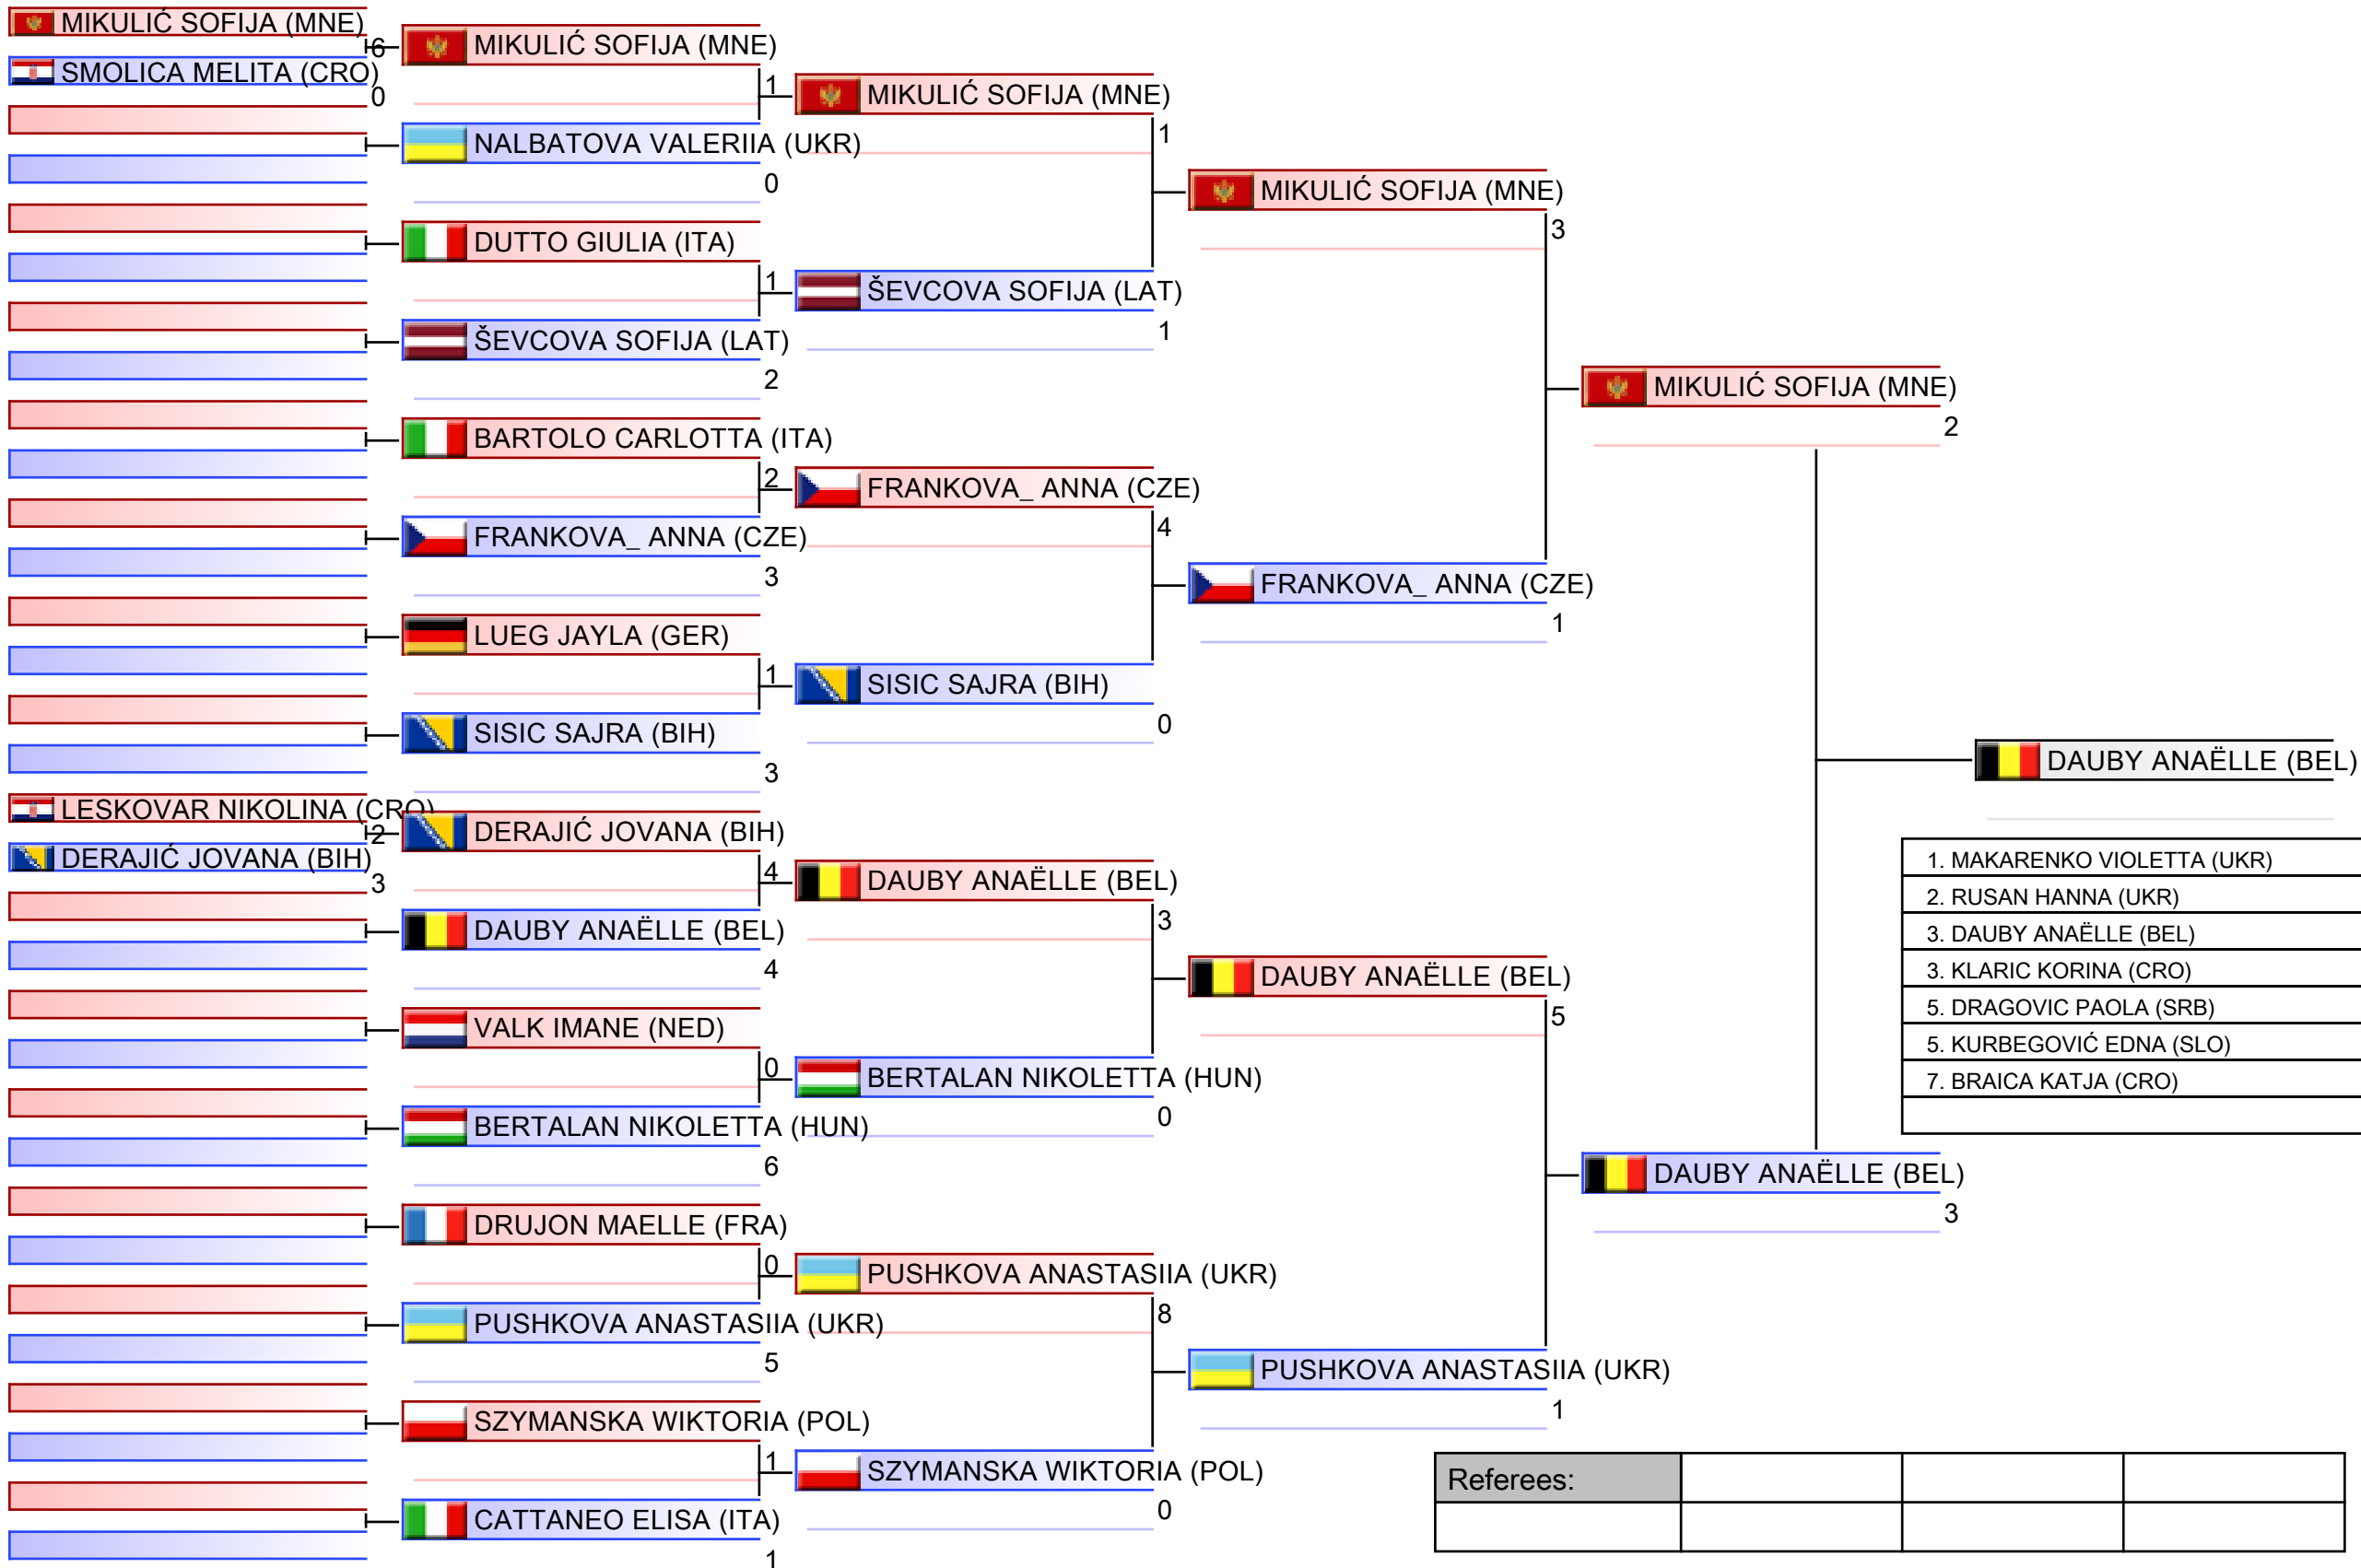 MIKULIĆ SOFIJA (MNE)
6
SMOLICA MELITA (CRO)
0
LESKOVAR NIKOLINA (CRO)
2
DERAJIĆ JOVANA (BIH)
3
MIKULIĆ SOFIJA (MNE)
1
NALBATOVA VALERIIA (UKR)
0
DUTTO GIULIA (ITA)
1
ŠEVCOVA SOFIJA (LAT)
2
BARTOLO CARLOTTA (ITA)
2
FRANKOVA_ ANNA (CZE)
3
LUEG JAYLA (GER)
1
SISIC SAJRA (BIH)
3
DERAJIĆ JOVANA (BIH)
4
DAUBY ANAËLLE (BEL)
4
VALK IMANE (NED)
0
BERTALAN NIKOLETTA (HUN)
6
DRUJON MAELLE (FRA)
0
PUSHKOVA ANASTASIIA (UKR)
5
SZYMANSKA WIKTORIA (POL)
1
CATTANEO ELISA (ITA)
1
MIKULIĆ SOFIJA (MNE)
1
ŠEVCOVA SOFIJA (LAT)
1
FRANKOVA_ ANNA (CZE)
4
SISIC SAJRA (BIH)
0
DAUBY ANAËLLE (BEL)
3
BERTALAN NIKOLETTA (HUN)
0
PUSHKOVA ANASTASIIA (UKR)
8
SZYMANSKA WIKTORIA (POL)
0
MIKULIĆ SOFIJA (MNE)
3
FRANKOVA_ ANNA (CZE)
1
DAUBY ANAËLLE (BEL)
5
PUSHKOVA ANASTASIIA (UKR)
1
MIKULIĆ SOFIJA (MNE)
2
DAUBY ANAËLLE (BEL)
3
DAUBY ANAËLLE (BEL)
1. MAKARENKO VIOLETTA (UKR)
2. RUSAN HANNA (UKR)
3. DAUBY ANAËLLE (BEL)
3. KLARIC KORINA (CRO)
5. DRAGOVIC PAOLA (SRB)
5. KURBEGOVIĆ EDNA (SLO)
7. BRAICA KATJA (CRO)
Referees: